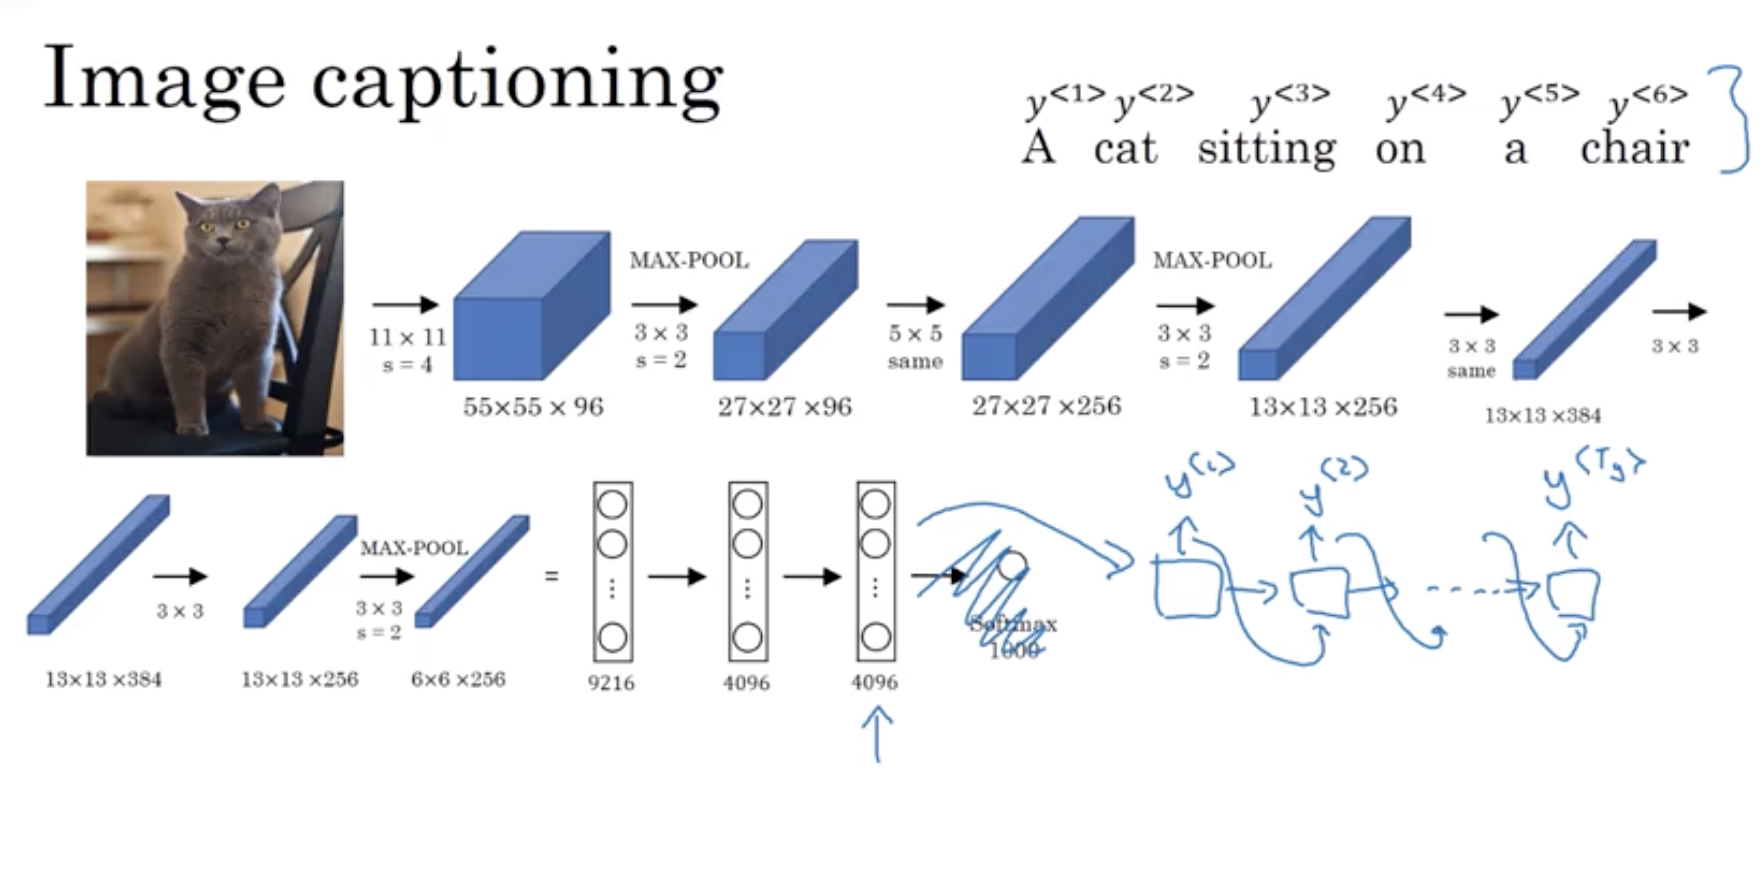 Image captioning
y<1> y<2> y<3> y<4> y<5> y<6>
A cat sitting on a chair
MAX-POOL
MAX-POOL
11 × 11
s = 4
3 × 3
s = 2
5 × 5
same
3 × 3
s = 2
3 × 3
same
3 × 3
55×55 × 96
27×27 ×96
27×27 ×256
13×13 ×256
13×13 ×384
y<1> y<2> y<Ty>
MAX-POOL
=
3 × 3
3 × 3
s = 2
Softmax
1000
13×13 ×384
13×13 ×256
6×6 ×256
9216
4096
4096